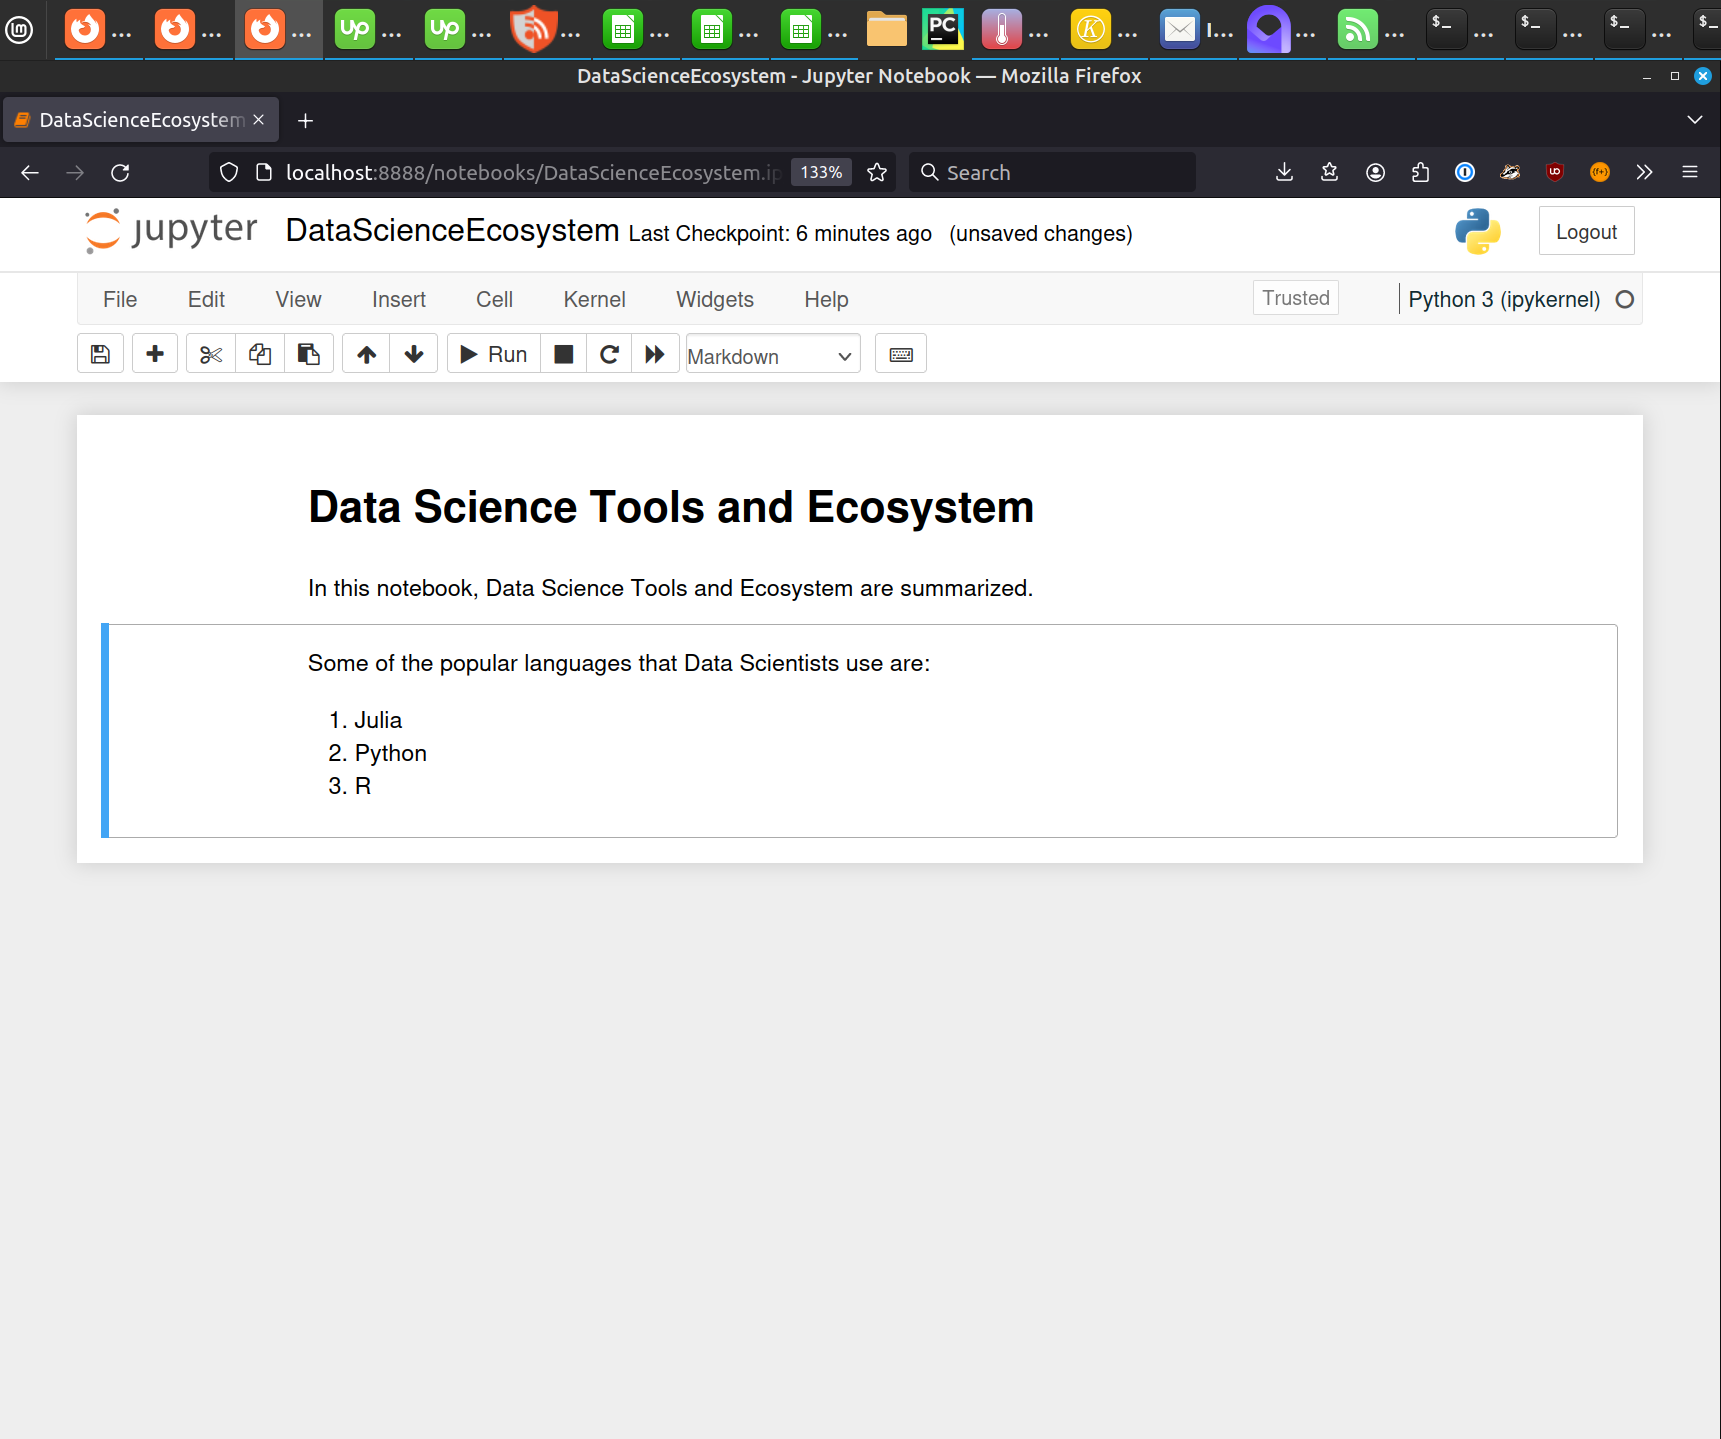 ... ... ... UP ... UP ... ... ... ... ... PC ... K ... I... ... ... $_ ... $_ ... $_ ... $_
DataScienceEcosystem - Jupyter Notebook — Mozilla Firefox
DataScienceEcosystem
localhost:8888/notebooks/DataScienceEcosystem.ip 133% Search
jupyter DataScienceEcosystem Last Checkpoint: 6 minutes ago (unsaved changes) Logout
File Edit View Insert Cell Kernel Widgets Help Trusted Python 3 (ipykernel)
Run Markdown
Data Science Tools and Ecosystem
In this notebook, Data Science Tools and Ecosystem are summarized.
Some of the popular languages that Data Scientists use are:
1. Julia
2. Python
3. R